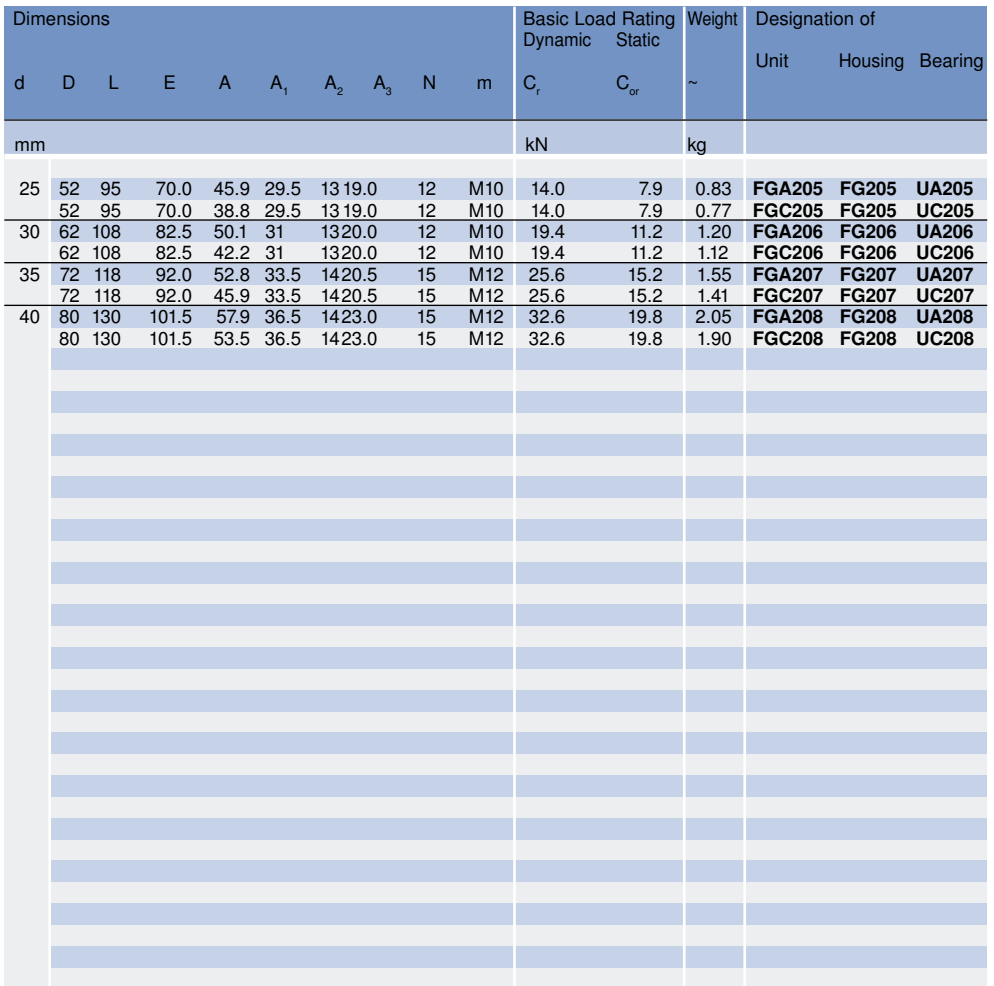 Dimensions Basic Load Rating Weight Designation of
Dynamic Static
Unit Housing Bearing
d D L E A A1 A2 A3 N m Cr Cor ~
mm kN kg
25 52 95 70.0 45.9 29.5 13 19.0 12 M10 14.0 7.9 0.83 FGA205 FG205 UA205
52 95 70.0 38.8 29.5 13 19.0 12 M10 14.0 7.9 0.77 FGC205 FG205 UC205
30 62 108 82.5 50.1 31 13 20.0 12 M10 19.4 11.2 1.20 FGA206 FG206 UA206
62 108 82.5 42.2 31 13 20.0 12 M10 19.4 11.2 1.12 FGC206 FG206 UC206
35 72 118 92.0 52.8 33.5 14 20.5 15 M12 25.6 15.2 1.55 FGA207 FG207 UA207
72 118 92.0 45.9 33.5 14 20.5 15 M12 25.6 15.2 1.41 FGC207 FG207 UC207
40 80 130 101.5 57.9 36.5 14 23.0 15 M12 32.6 19.8 2.05 FGA208 FG208 UA208
80 130 101.5 53.5 36.5 14 23.0 15 M12 32.6 19.8 1.90 FGC208 FG208 UC208